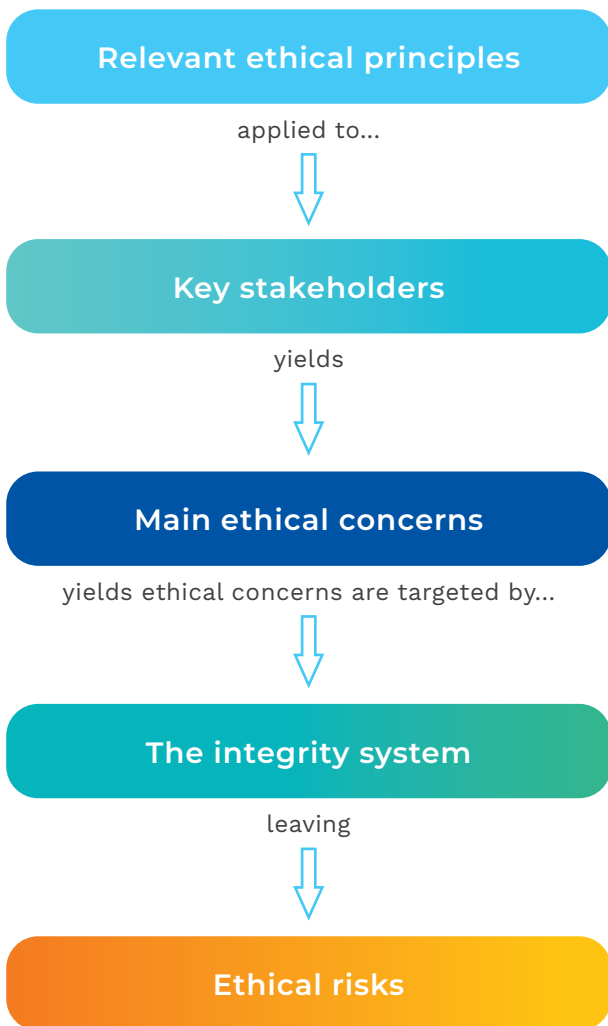 Relevant ethical principles
applied to...
Key stakeholders
yields
Main ethical concerns
yields ethical concerns are targeted by...
The integrity system
leaving
Ethical risks